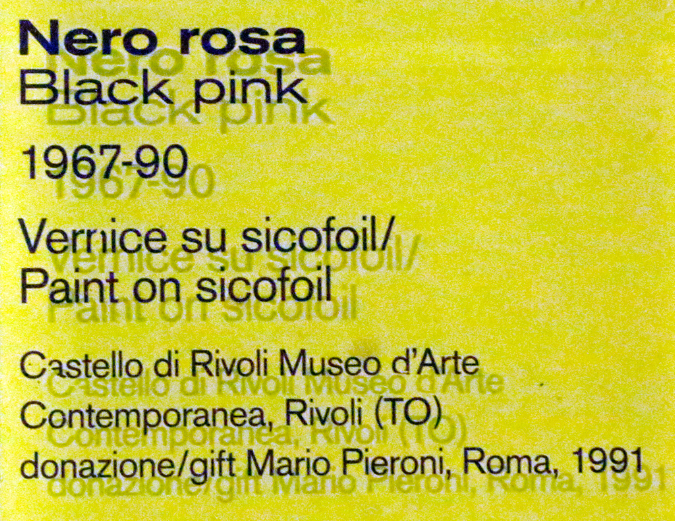 Nero rosa
Black pink
1967-90
Vernice su sicofoil/
Paint on sicofoil
Castello di Rivoli Museo d'Arte
Contemporanea, Rivoli (TO)
donazione/gift Mario Pieroni, Roma, 1991